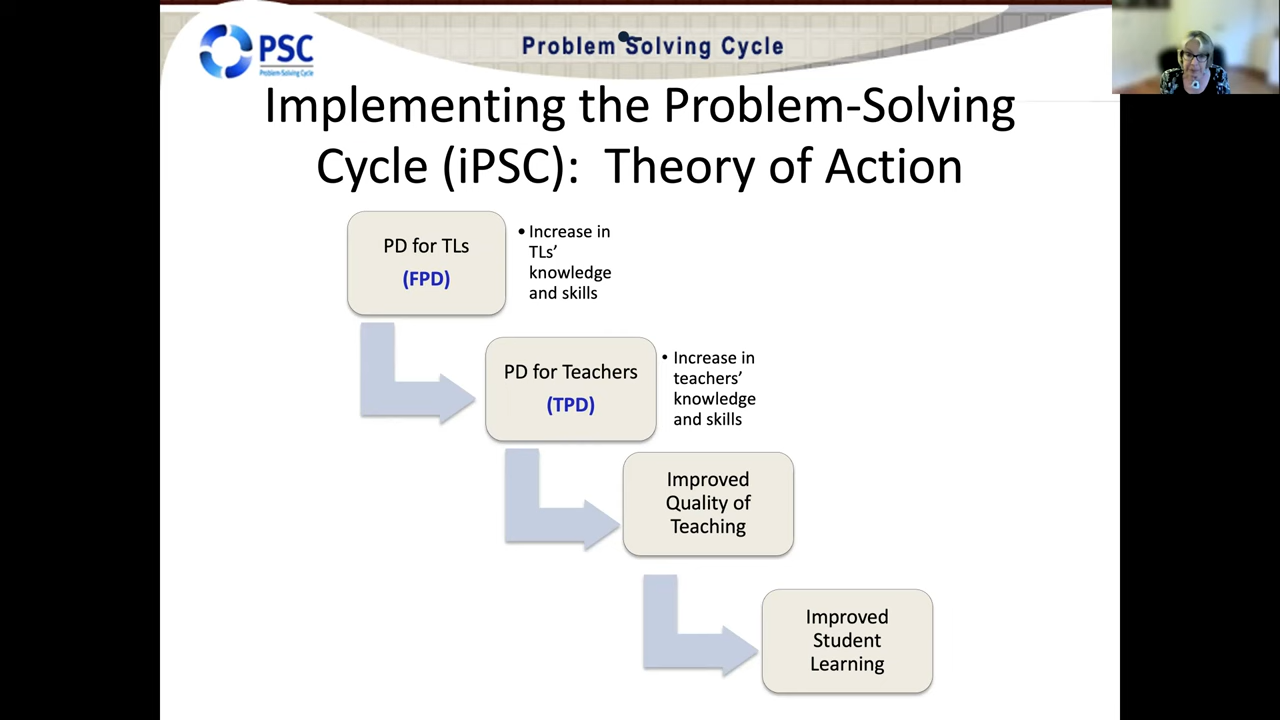 PSC
Problem-Solving Cycle
Problem Solving Cycle
Implementing the Problem-Solving
Cycle (iPSC):  Theory of Action
PD for TLs
(FPD)
• Increase in
TLs’
knowledge
and skills
PD for Teachers
(TPD)
• Increase in
teachers’
knowledge
and skills
Improved
Quality of
Teaching
Improved
Student
Learning